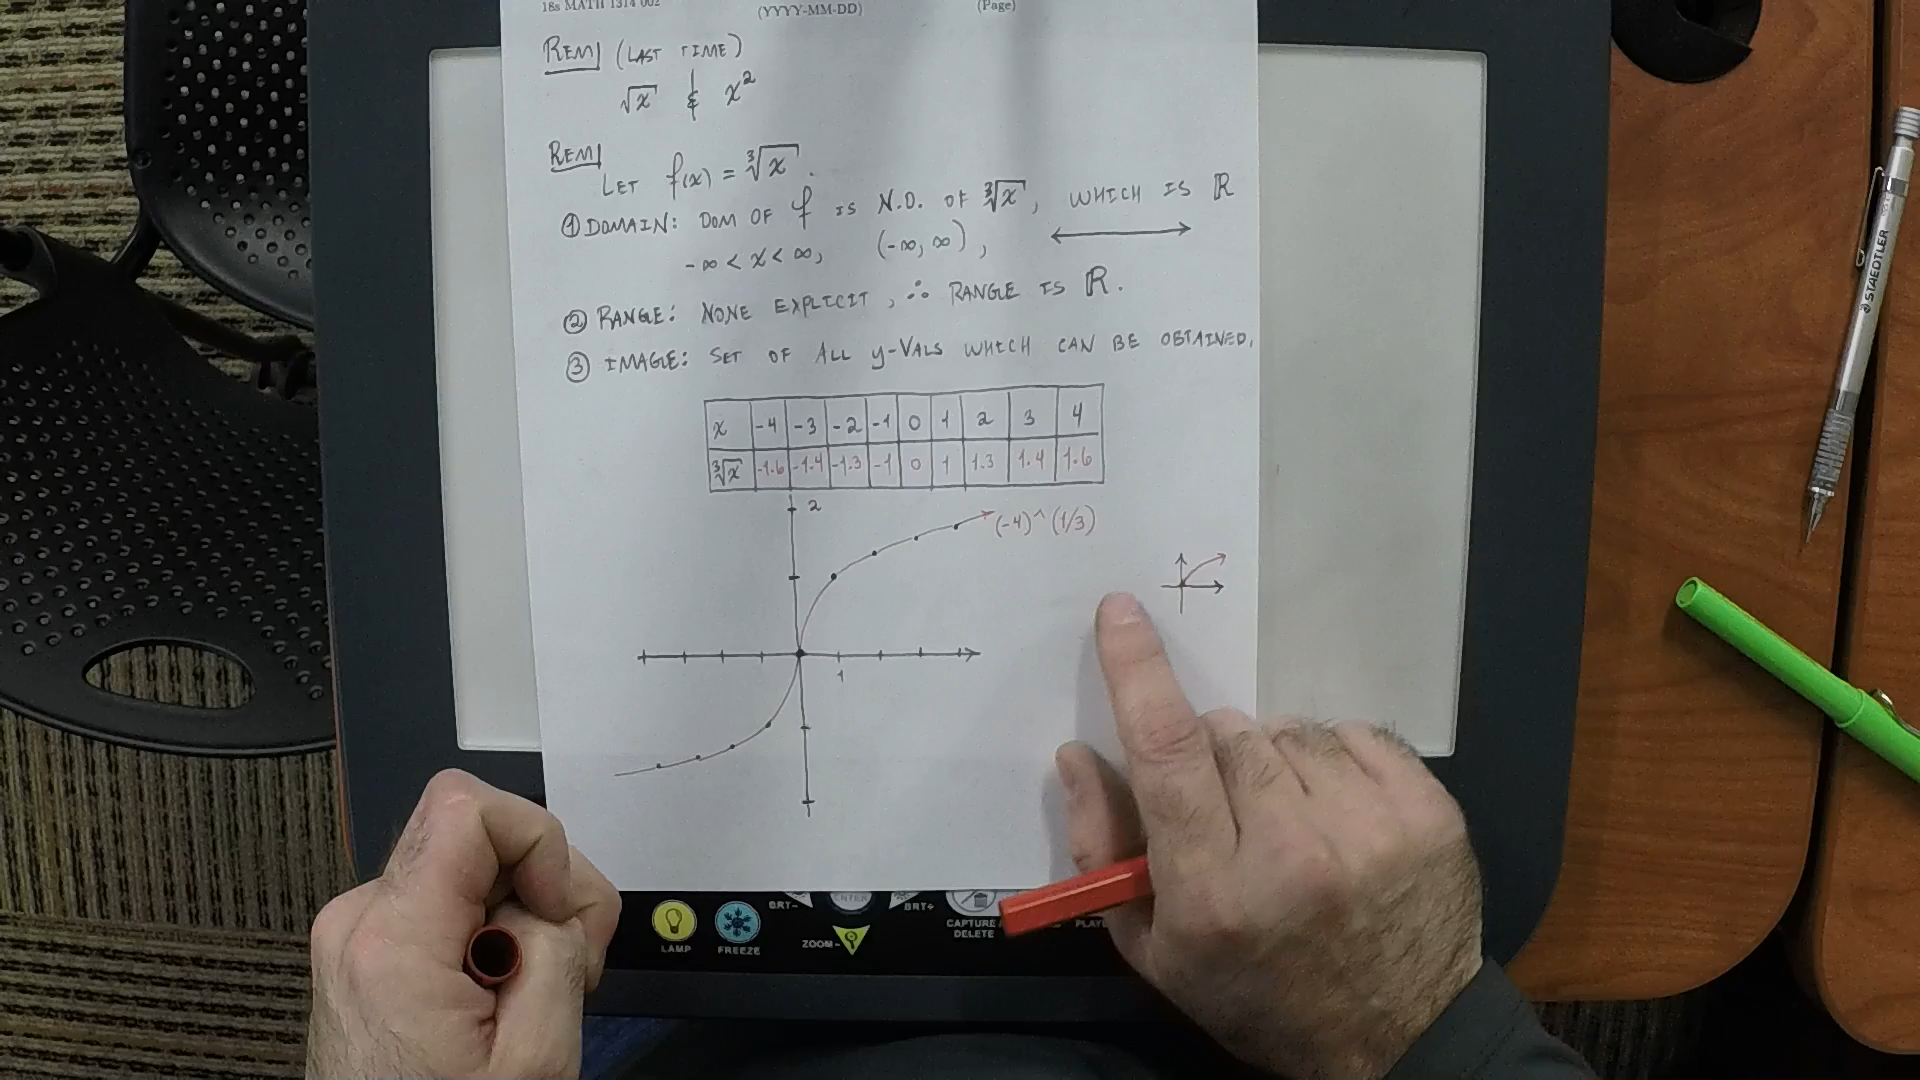 18s MATH 1314 002 (YYYY-MM-DD) (Page)
REM (LAST TIME)
√x & x²
REM
LET f(x) = ∛x.
① DOMAIN: DOM OF f IS N.D. OF ∛x, WHICH IS ℝ
-∞ < x < ∞, (-∞, ∞),
② RANGE: NONE EXPLICIT, ∴ RANGE IS ℝ.
③ IMAGE: SET OF ALL y-VALS WHICH CAN BE OBTAINED.
x -4 -3 -2 -1 0 1 2 3 4
∛x -1.6 -1.4 -1.3 -1 0 1 1.3 1.4 1.6
2
(-4)^(1/3)
1
LAMP
FREEZE
BRT-
ENTER
BRT+
ZOOM-
CAPTURE
DELETE
STAEDTLER